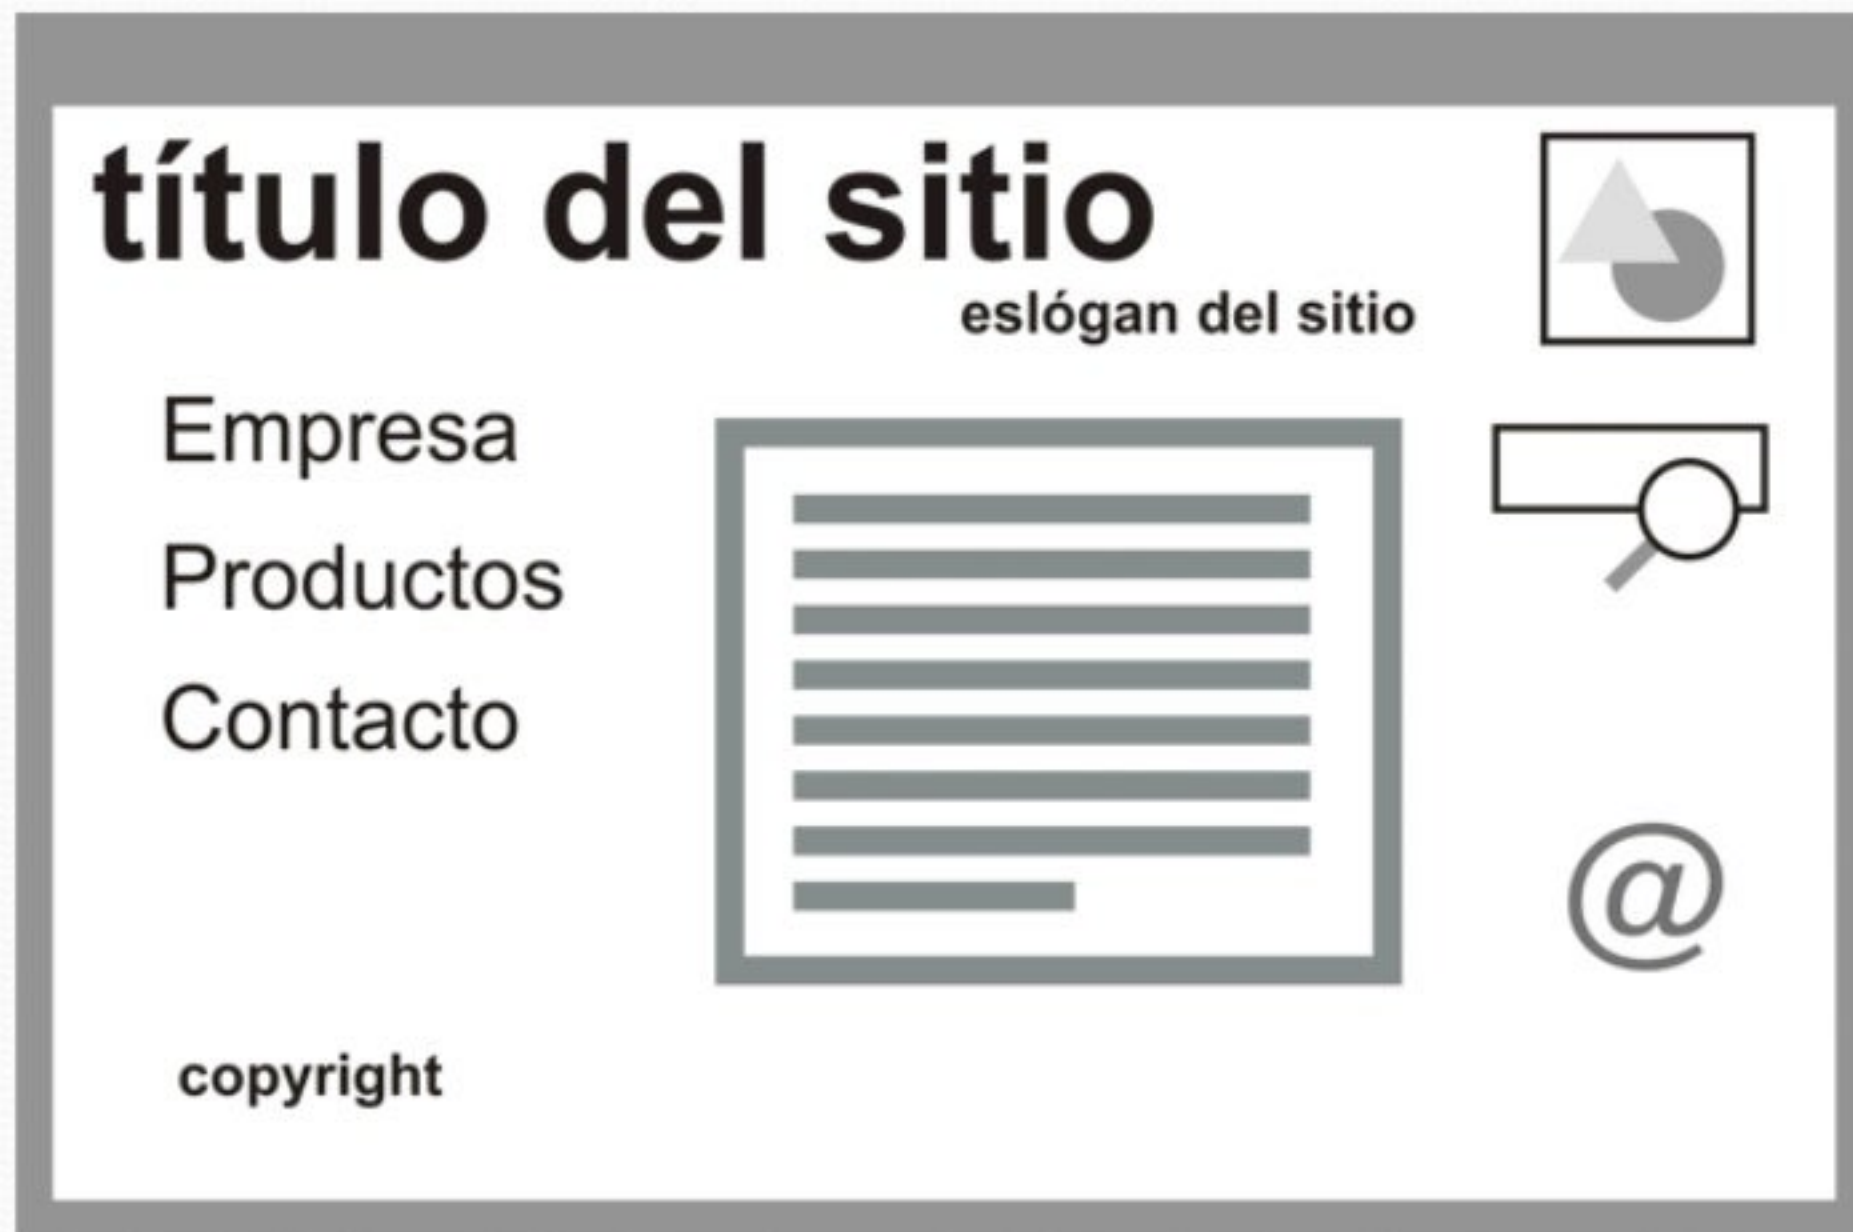 título del sitio
eslógan del sitio
Empresa
Productos
Contacto
@
copyright